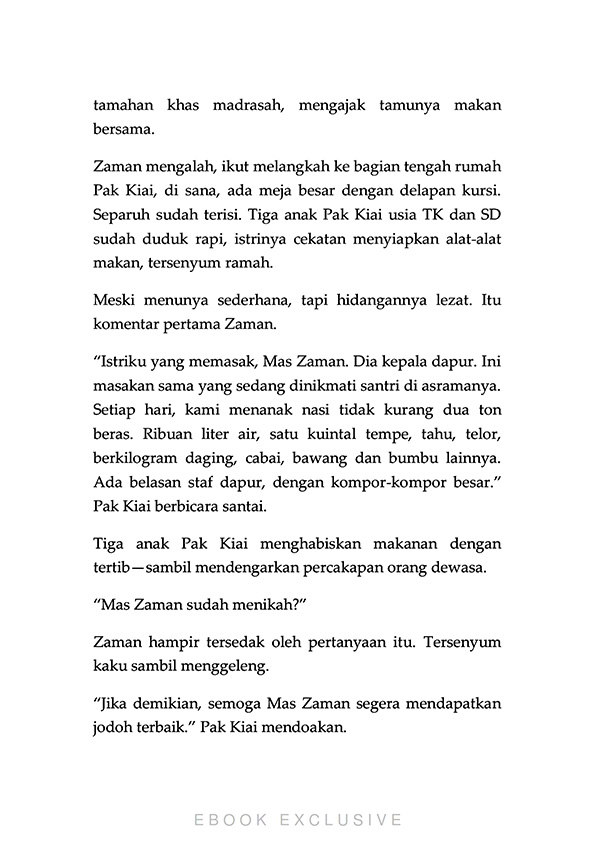 tamahan khas madrasah, mengajak tamunya makan
bersama.
Zaman mengalah, ikut melangkah ke bagian tengah rumah
Pak Kiai, di sana, ada meja besar dengan delapan kursi.
Separuh sudah terisi. Tiga anak Pak Kiai usia TK dan SD
sudah duduk rapi, istrinya cekatan menyiapkan alat-alat
makan, tersenyum ramah.
Meski menunya sederhana, tapi hidangannya lezat. Itu
komentar pertama Zaman.
“Istriku yang memasak, Mas Zaman. Dia kepala dapur. Ini
masakan sama yang sedang dinikmati santri di asramanya.
Setiap hari, kami menanak nasi tidak kurang dua ton
beras. Ribuan liter air, satu kuintal tempe, tahu, telor,
berkilogram daging, cabai, bawang dan bumbu lainnya.
Ada belasan staf dapur, dengan kompor-kompor besar.”
Pak Kiai berbicara santai.
Tiga anak Pak Kiai menghabiskan makanan dengan
tertib—sambil mendengarkan percakapan orang dewasa.
“Mas Zaman sudah menikah?”
Zaman hampir tersedak oleh pertanyaan itu. Tersenyum
kaku sambil menggeleng.
“Jika demikian, semoga Mas Zaman segera mendapatkan
jodoh terbaik.” Pak Kiai mendoakan.
EBOOK EXCLUSIVE